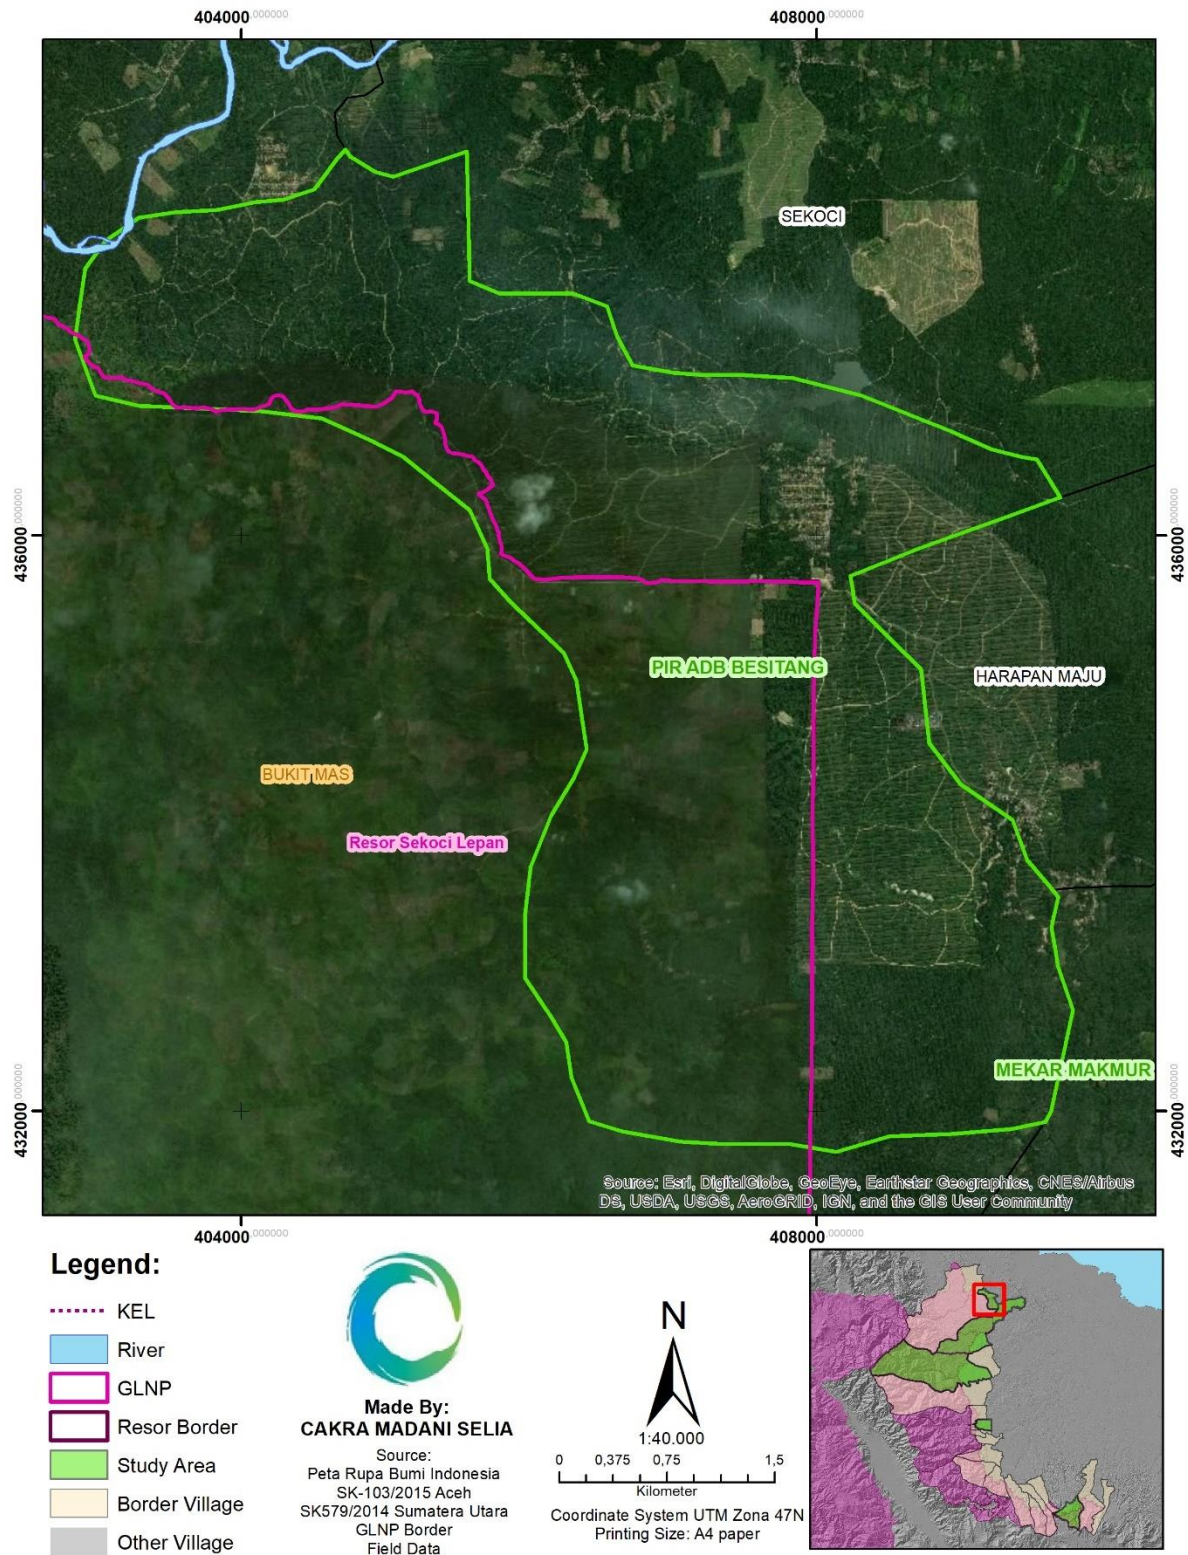 404000.000000
408000.000000
SEKOCI
436000.000000
436000.000000
PIR ADB BESITANG
HARAPAN MAJU
BUKIT MAS
Resor Sekoci Lepan
MEKAR MAKMUR
432000.000000
432000.000000
Source: Esri, DigitalGlobe, GeoEye, Earthstar Geographics, CNES/Airbus
DS, USDA, USGS, AeroGRID, IGN, and the GIS User Community
404000.000000
408000.000000
Legend:
KEL
River
GLNP
Resor Border
Study Area
Border Village
Other Village
Made By:
CAKRA MADANI SELIA
Source:
Peta Rupa Bumi Indonesia
SK-103/2015 Aceh
SK579/2014 Sumatera Utara
GLNP Border
Field Data
N
1:40.000
0 0,375 0,75 1,5
Kilometer
Coordinate System UTM Zona 47N
Printing Size: A4 paper